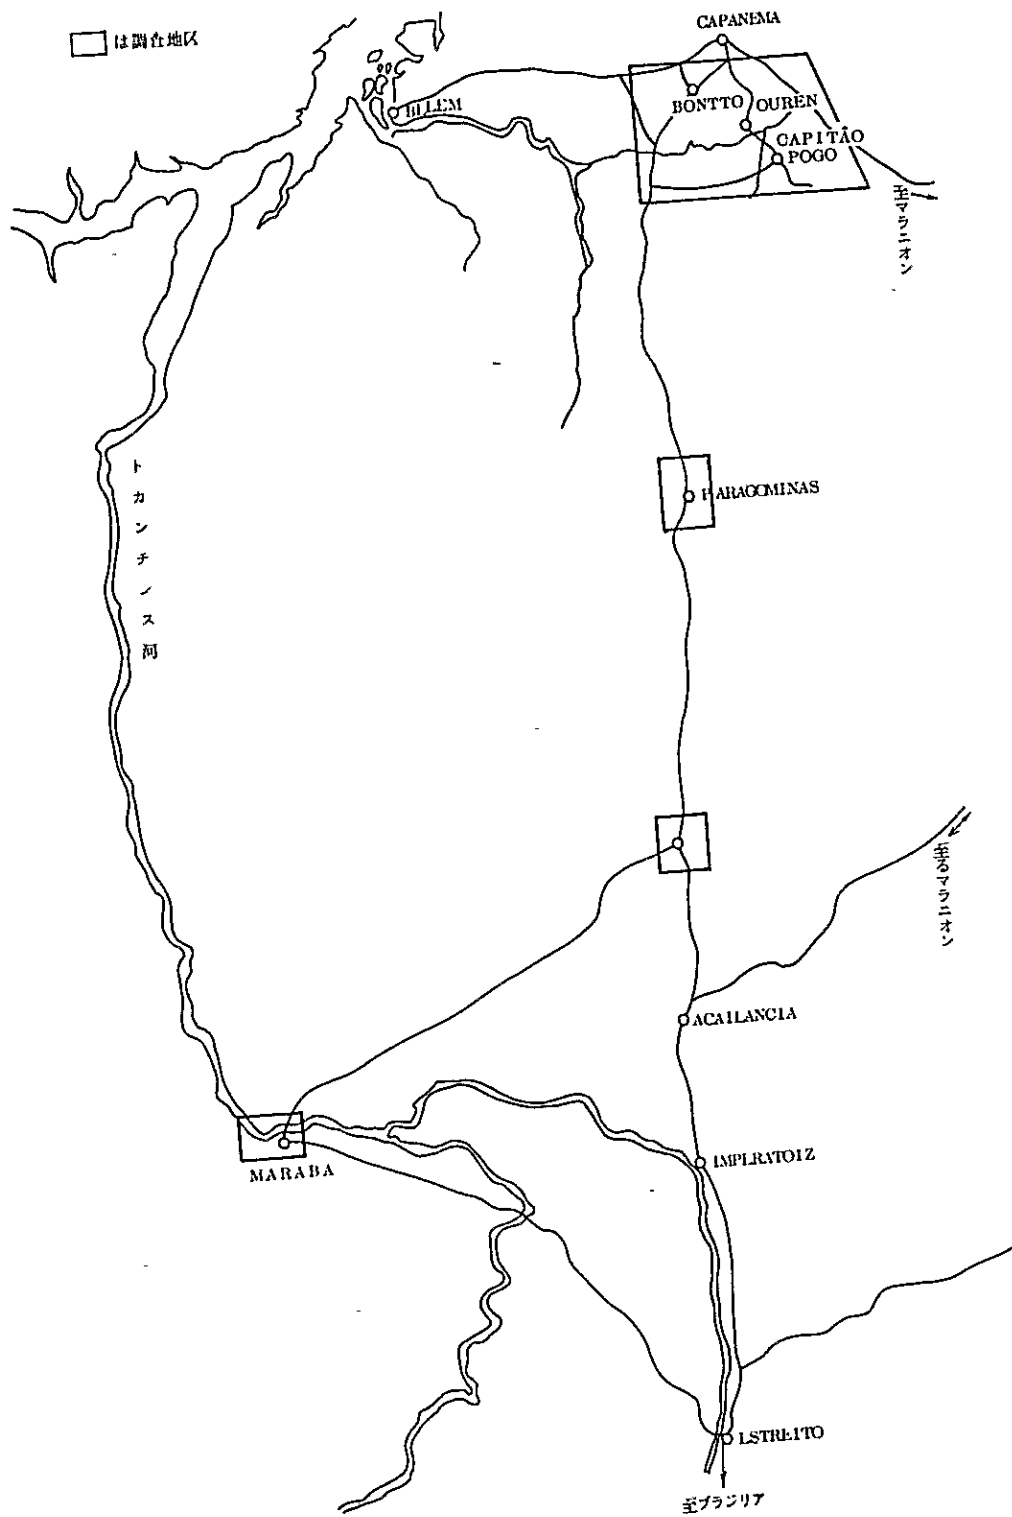 は調査地区
CAPANEMA
BELEM
BONTTO
OUREN
CAPITÃO
POGO
至マラニオン
トカンチンス河
PARAGOMINAS
至るマラニオン
ACAILANCIA
IMPERATOIZ
MARABA
ESTREITO
至ブラジリア